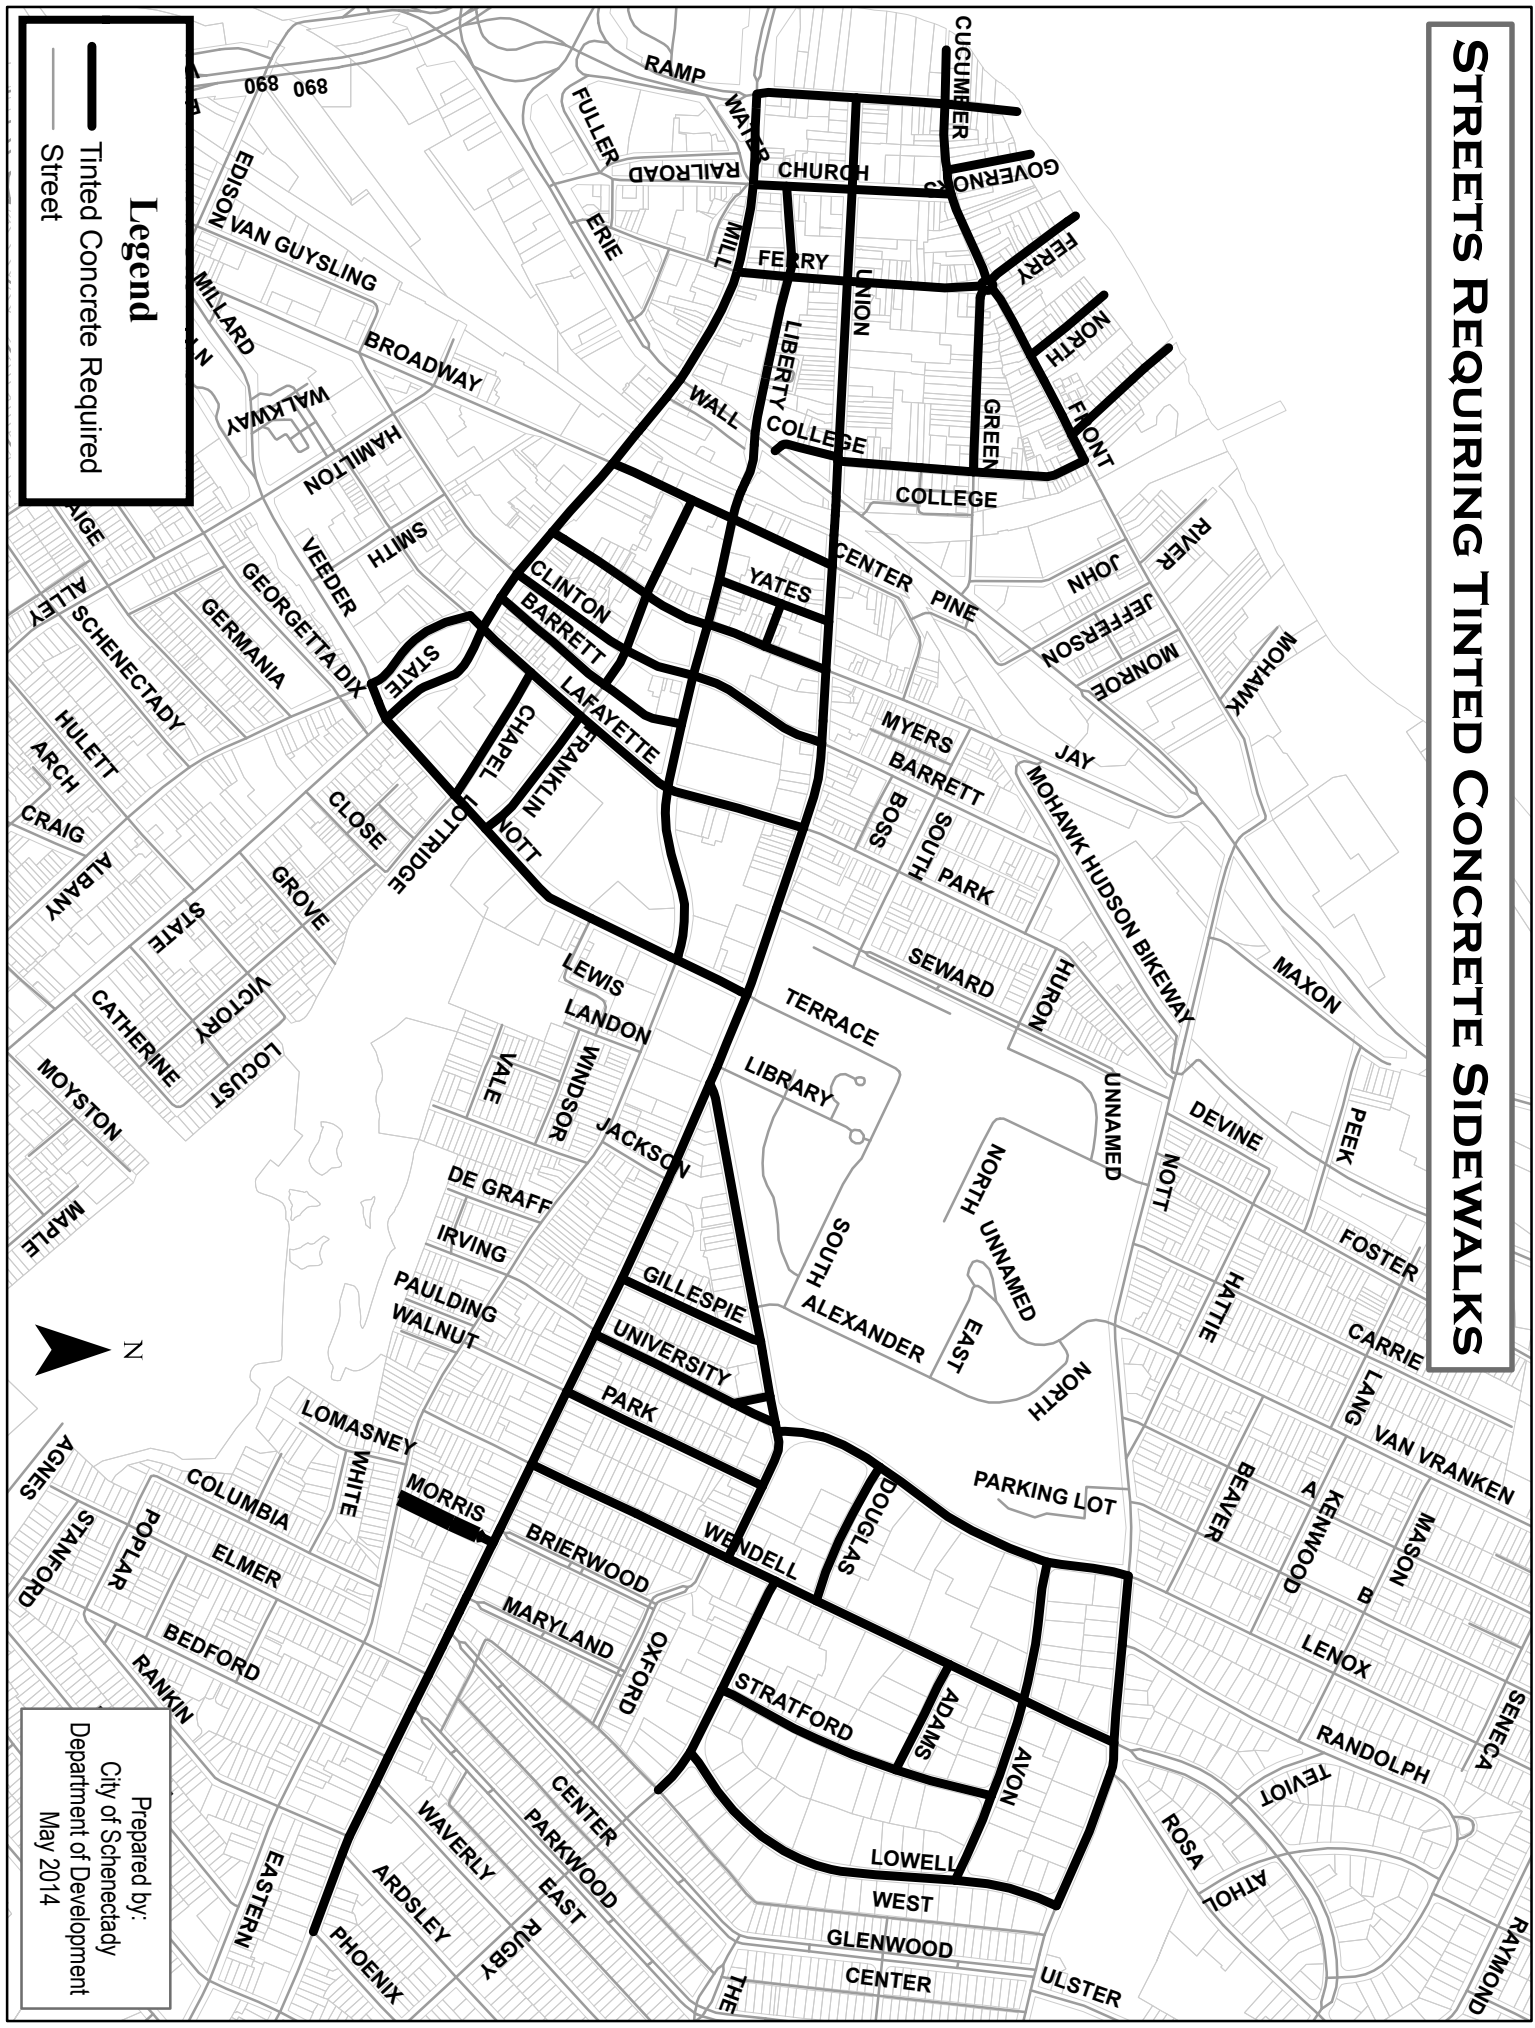 STREETS REQUIRING TINTED CONCRETE SIDEWALKS
Legend
Tinted Concrete Required
Street
CUCUMBER
RAMP
890
890
FULLER
WATER
RAILROAD
CHURCH
GOVERNORS
EDISON
VAN GUYSLING
ERIE
MILL
FERRY
FERRY
UNION
NORTH
MILLARD
BROADWAY
LIBERTY
WALL
COLLEGE
GREEN
FRONT
WALKWAY
HAMILTON
COLLEGE
RIVER
SMITH
VEEDER
CENTER
PINE
JOHN
JEFFERSON
MONROE
MOHAWK
YATES
CLINTON
BARRETT
ALLEY
GEORGETTA DIX
GERMANIA
SCHENECTADY
STATE
LAFAYETTE
CHAPEL
FRANKLIN
NOTT
MYERS
JAY
BARRETT
BOSS
SOUTH
PARK
MOHAWK HUDSON BIKEWAY
HULETT
ARCH
CRAIG
CLOSE
LOTTRIDGE
ALBANY
GROVE
STATE
VICTORY
CATHERINE
LOCUST
MOYSTON
MAPLE
LEWIS
LANDON
VALE
WINDSOR
JACKSON
TERRACE
LIBRARY
SEWARD
HURON
MAXON
UNNAMED
DEVINE
PEEK
NOTT
NORTH
UNNAMED
SOUTH
ALEXANDER
EAST
NORTH
FOSTER
HATTIE
CARRIE
LANG
VAN VRANKEN
DE GRAFF
IRVING
PAULDING
WALNUT
GILLESPIE
UNIVERSITY
PARK
N
LOMASNEY
WHITE
MORRIS
AGNES
COLUMBIA
STANFORD
POPLAR
ELMER
BEDFORD
RANKIN
BRIERWOOD
WENDELL
DOUGLAS
PARKING LOT
BEAVER
A
KENWOOD
MASON
B
LENOX
MARYLAND
OXFORD
STRATFORD
ADAMS
AVON
RANDOLPH
SENECA
TEVIOT
ROSA
ATHOL
CENTER
PARKWOOD
EAST
WAVERLY
ARDSLEY
RUGBY
PHOENIX
EASTERN
LOWELL
WEST
GLENWOOD
CENTER
THE
ULSTER
RAYMOND
Prepared by:
City of Schenectady
Department of Development
May 2014